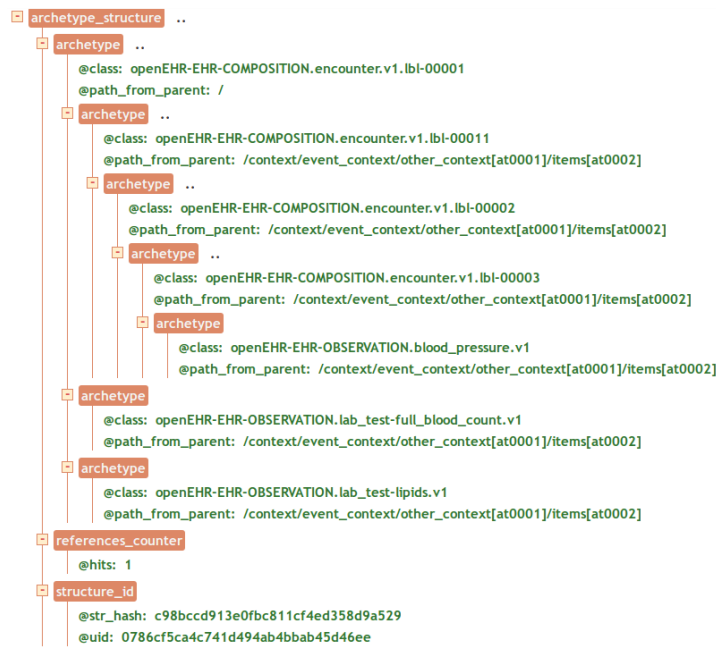 archetype_structure ..
archetype ..
@class: openEHR-EHR-COMPOSITION.encounter.v1.lbl-00001
@path_from_parent: /
archetype ..
@class: openEHR-EHR-COMPOSITION.encounter.v1.lbl-00011
@path_from_parent: /context/event_context/other_context[at0001]/items[at0002]
archetype ..
@class: openEHR-EHR-COMPOSITION.encounter.v1.lbl-00002
@path_from_parent: /context/event_context/other_context[at0001]/items[at0002]
archetype ..
@class: openEHR-EHR-COMPOSITION.encounter.v1.lbl-00003
@path_from_parent: /context/event_context/other_context[at0001]/items[at0002]
archetype
@class: openEHR-EHR-OBSERVATION.blood_pressure.v1
@path_from_parent: /context/event_context/other_context[at0001]/items[at0002]
archetype
@class: openEHR-EHR-OBSERVATION.lab_test-full_blood_count.v1
@path_from_parent: /context/event_context/other_context[at0001]/items[at0002]
archetype
@class: openEHR-EHR-OBSERVATION.lab_test-lipids.v1
@path_from_parent: /context/event_context/other_context[at0001]/items[at0002]
references_counter
@hits: 1
structure_id
@str_hash: c98bccd913e0fbc811cf4ed358d9a529
@uid: 0786cf5ca4c741d494ab4bbab45d46ee